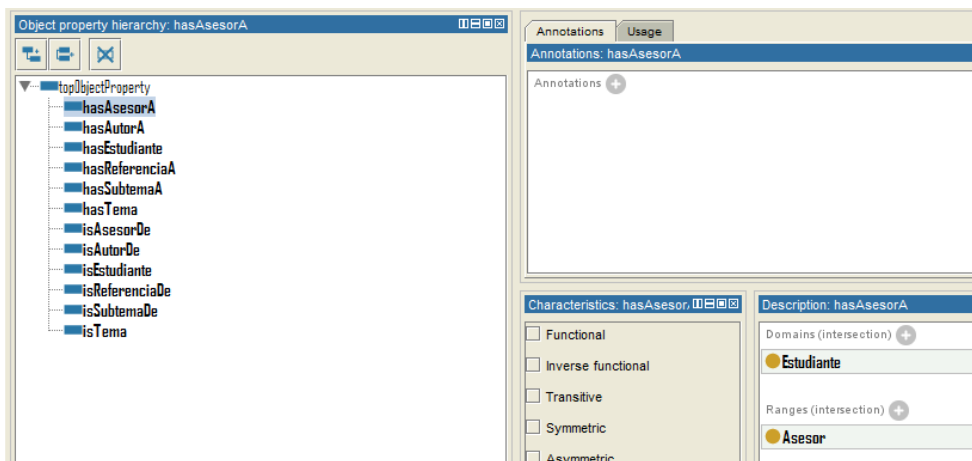 Object property hierarchy: hasAsesorA
topObjectProperty
hasAsesorA
hasAutorA
hasEstudiante
hasReferenciaA
hasSubtemaA
hasTema
isAsesorDe
isAutorDe
isEstudiante
isReferenciaDe
isSubtemaDe
isTema
Annotations Usage
Annotations: hasAsesorA
Annotations
Characteristics: hasAsesor
Functional
Inverse functional
Transitive
Symmetric
Asymmetric
Description: hasAsesorA
Domains (intersection)
Estudiante
Ranges (intersection)
Asesor